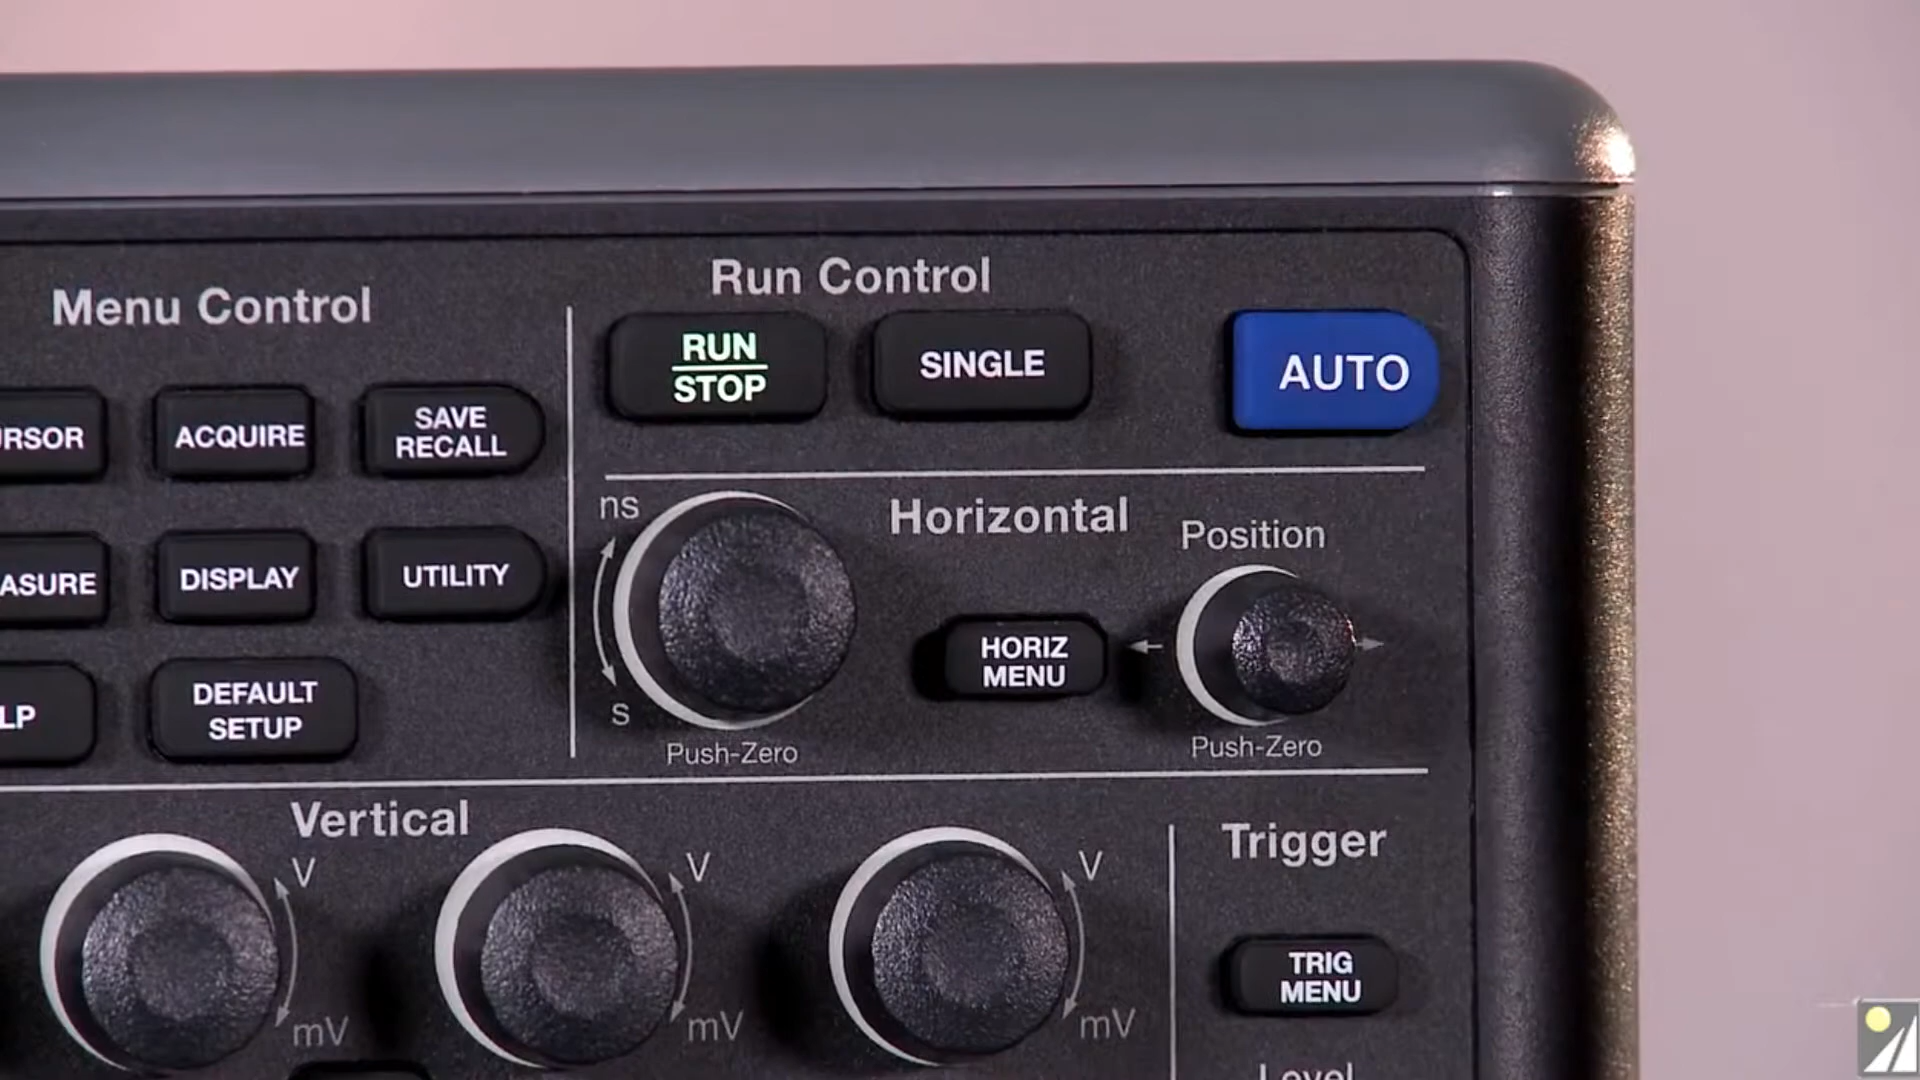 Menu Control
Run Control
RUN
STOP
SINGLE
AUTO
ACQUIRE
SAVE
RECALL
DISPLAY
UTILITY
DEFAULT
SETUP
ns
s
Push-Zero
Horizontal
HORIZ
MENU
Position
Push-Zero
Vertical
V
mV
V
mV
V
mV
Trigger
TRIG
MENU
Level